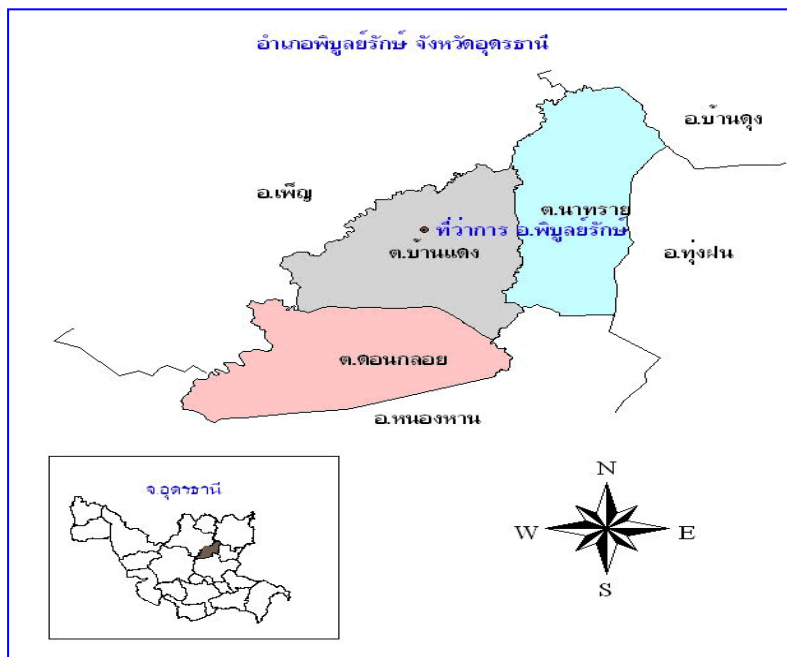 อำเภอพิบูลย์รักษ์ จังหวัดอุดรธานี
อ.บ้านดุง
อ.เพ็ญ
ต.นาทราย
ที่ว่าการ อ.พิบูลย์รักษ์
ต.บ้านแดง
อ.ทุ่งฝน
ต.ดอนกลอย
อ.หนองหาน
จ.อุดรธานี
N
W E
S